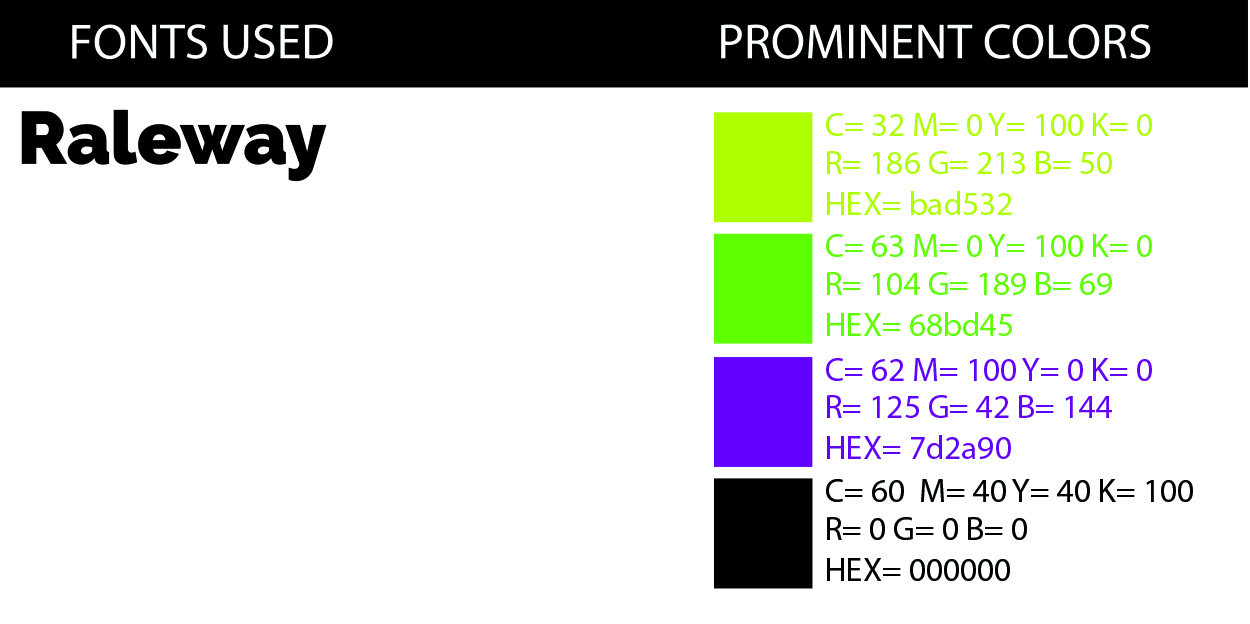 FONTS USED
PROMINENT COLORS
Raleway
C= 32 M= 0 Y= 100 K= 0
R= 186 G= 213 B= 50
HEX= bad532
C= 63 M= 0 Y= 100 K= 0
R= 104 G= 189 B= 69
HEX= 68bd45
C= 62 M= 100 Y= 0 K= 0
R= 125 G= 42 B= 144
HEX= 7d2a90
C= 60 M= 40 Y= 40 K= 100
R= 0 G= 0 B= 0
HEX= 000000